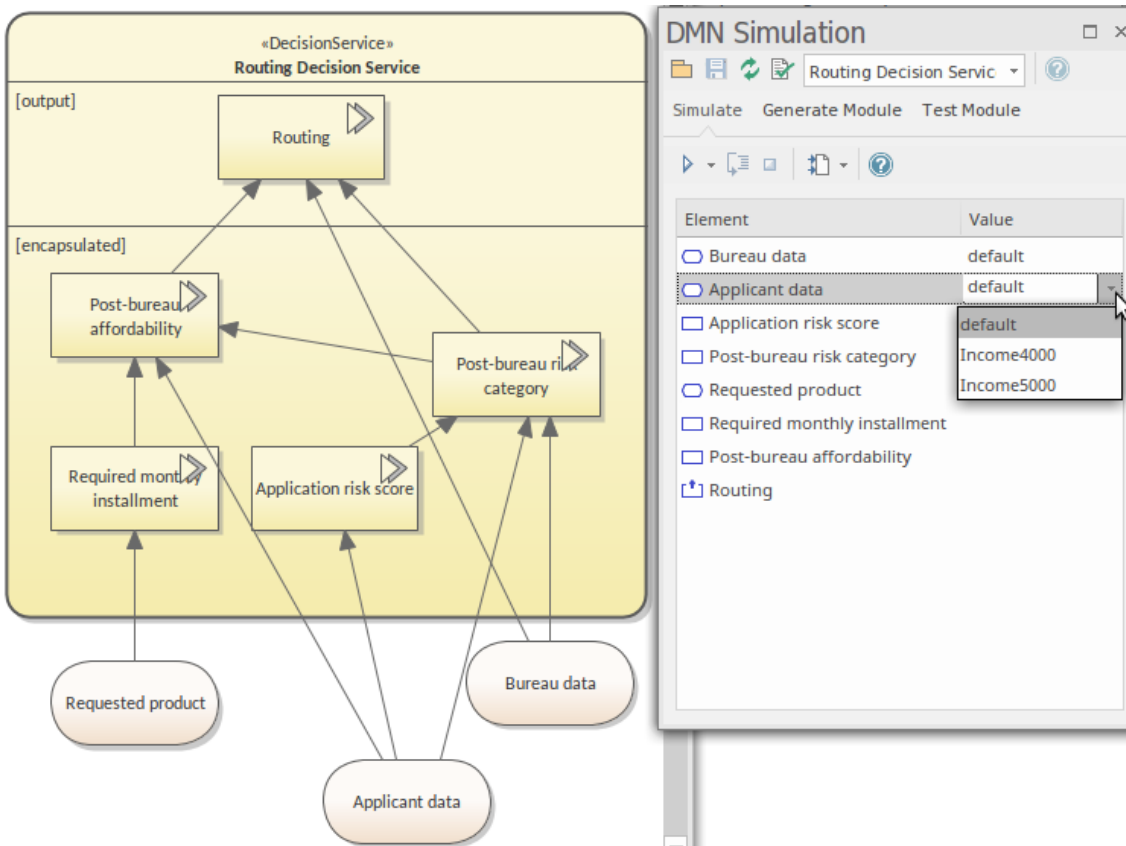 «DecisionService»
Routing Decision Service
[output]
Routing
[encapsulated]
Post-bureau
affordability
Post-bureau risk
category
Required monthly
installment
Application risk score
Requested product
Bureau data
Applicant data
DMN Simulation
Routing Decision Servic
Simulate Generate Module Test Module
Element Value
Bureau data default
Applicant data default
Application risk score default
Post-bureau risk category Income4000
Requested product Income5000
Required monthly installment
Post-bureau affordability
Routing